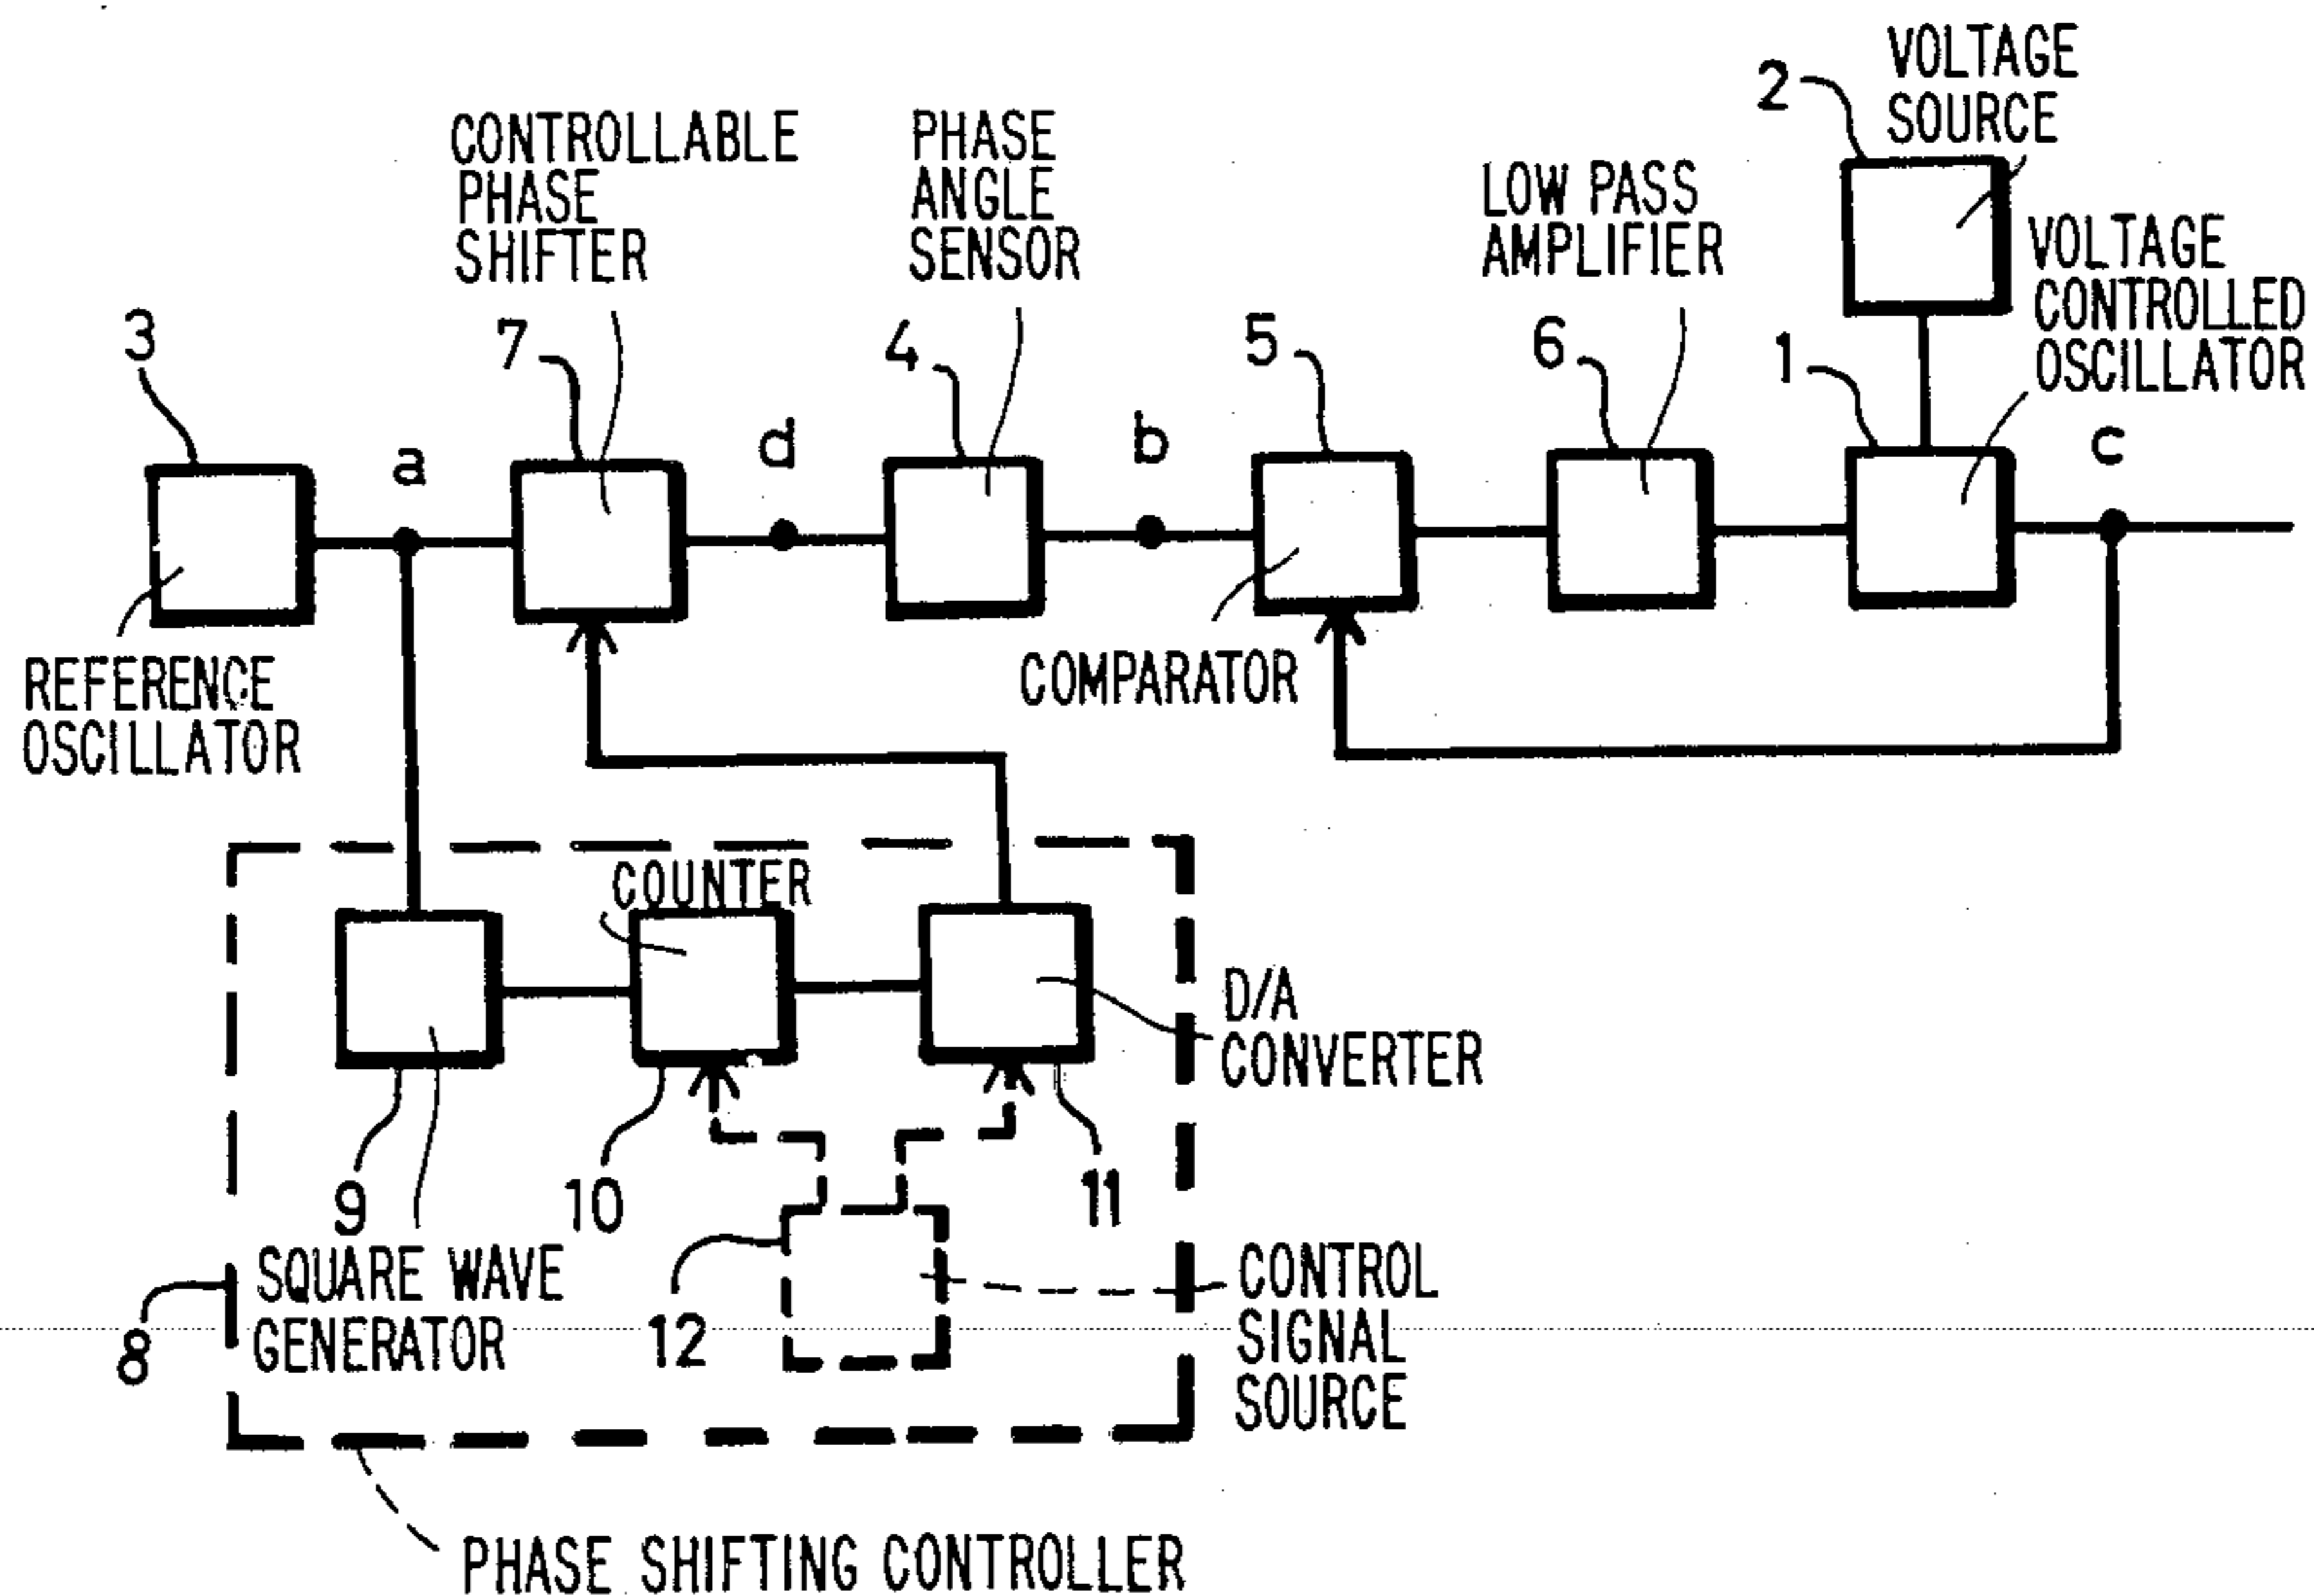 2
VOLTAGE
SOURCE
CONTROLLABLE
PHASE
SHIFTER
PHASE
ANGLE
SENSOR
LOW PASS
AMPLIFIER
VOLTAGE
CONTROLLED
OSCILLATOR
3
7
4
5
6
1
a
d
b
c
REFERENCE
OSCILLATOR
COMPARATOR
COUNTER
D/A
CONVERTER
9
10
11
SQUARE WAVE
GENERATOR
8
12
CONTROL
SIGNAL
SOURCE
PHASE SHIFTING CONTROLLER